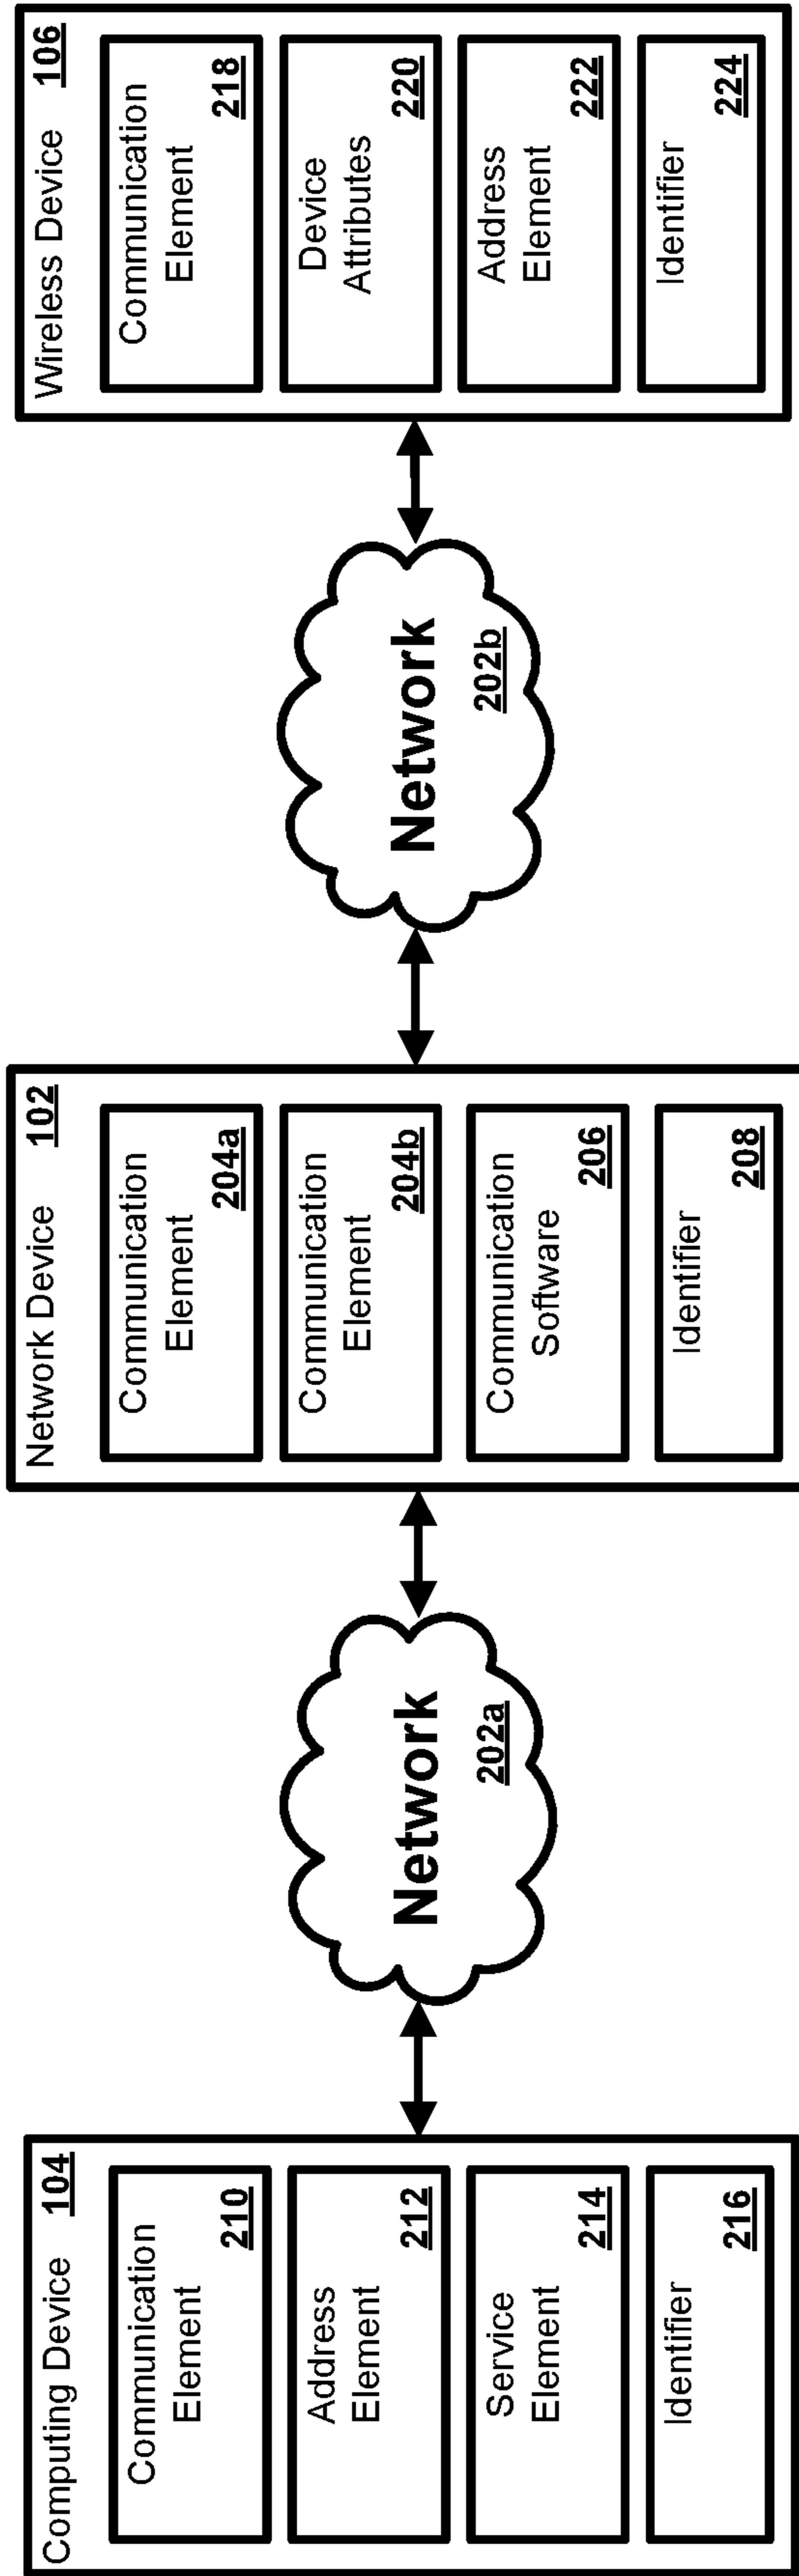 Computing Device 104
Communication
Element
210
Address
Element
212
Service
Element
214
Identifier
216
Network
202a
Network Device 102
Communication
Element
204a
Communication
Element
204b
Communication
Software
206
Identifier
208
Network
202b
Wireless Device 106
Communication
Element
218
Device
Attributes
220
Address
Element
222
Identifier
224